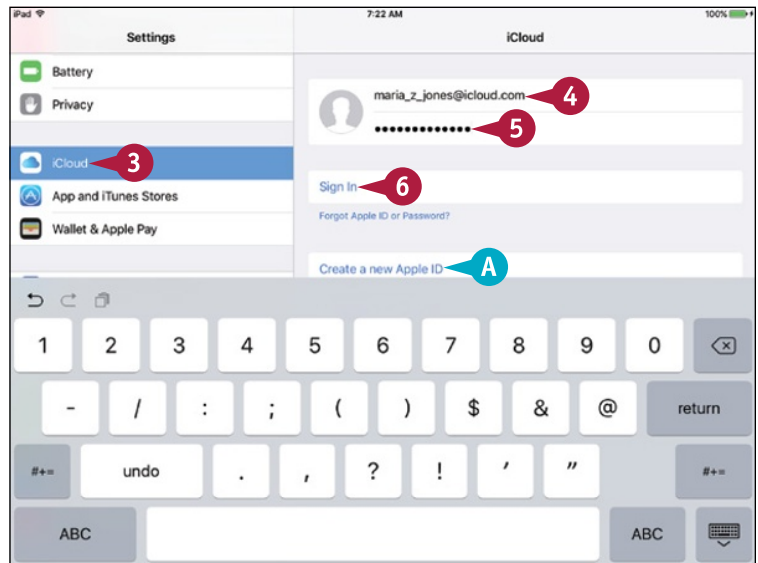 iPad 7:22 AM 100%
Settings iCloud
Battery
Privacy
maria_z_jones@icloud.com 4
••••••••••••• 5
iCloud 3
App and iTunes Stores
Wallet & Apple Pay
Sign In 6
Forgot Apple ID or Password?
Create a new Apple ID A
1 2 3 4 5 6 7 8 9 0
- / : ; ( ) $ & @ return
#+= undo . , ? ! ' " #+=
ABC ABC